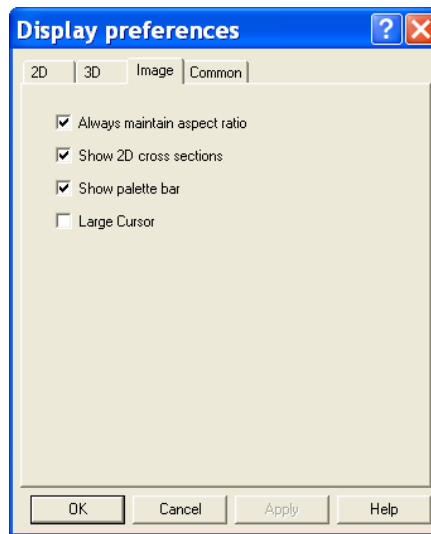 Display preferences
2D 3D Image Common
Always maintain aspect ratio
Show 2D cross sections
Show palette bar
Large Cursor
OK Cancel Apply Help